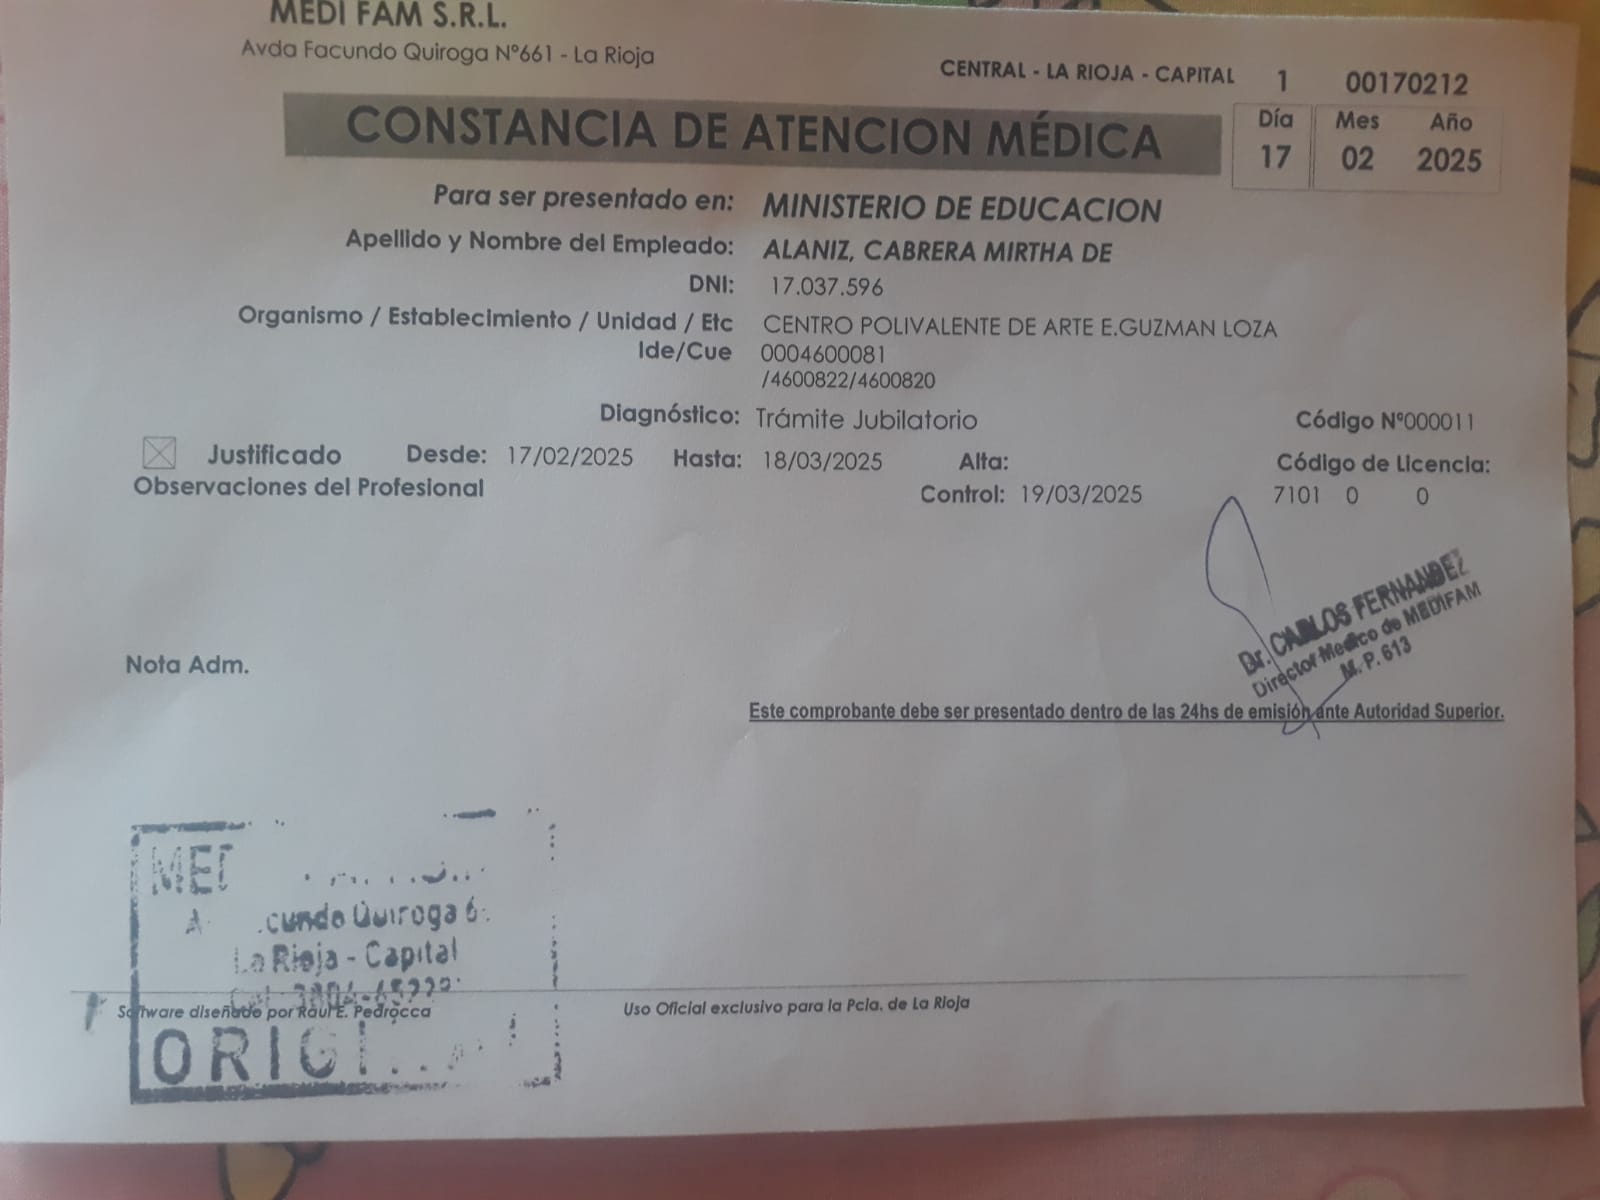 MEDI FAM S.R.L.
Avda Facundo Quiroga Nº661 - La Rioja
CENTRAL - LA RIOJA - CAPITAL 1 00170212
CONSTANCIA DE ATENCION MÉDICA
Día Mes Año
17 02 2025
Para ser presentado en: MINISTERIO DE EDUCACION
Apellido y Nombre del Empleado: ALANIZ, CABRERA MIRTHA DE
DNI: 17.037.596
Organismo / Establecimiento / Unidad / Etc CENTRO POLIVALENTE DE ARTE E.GUZMAN LOZA
Ide/Cue 0004600081
/4600822/4600820
Diagnóstico: Trámite Jubilatorio Código Nº000011
Justificado Desde: 17/02/2025 Hasta: 18/03/2025 Alta: Código de Licencia:
Observaciones del Profesional Control: 19/03/2025 7101 0 0
Dr. CARLOS FERNANDEZ
Director Medico de MEDIFAM
M. P. 613
Nota Adm.
Este comprobante debe ser presentado dentro de las 24hs de emisión ante Autoridad Superior.
La Rioja - Capital
Software diseñado por Raúl E. Pedrocca Uso Oficial exclusivo para la Pcia. de La Rioja